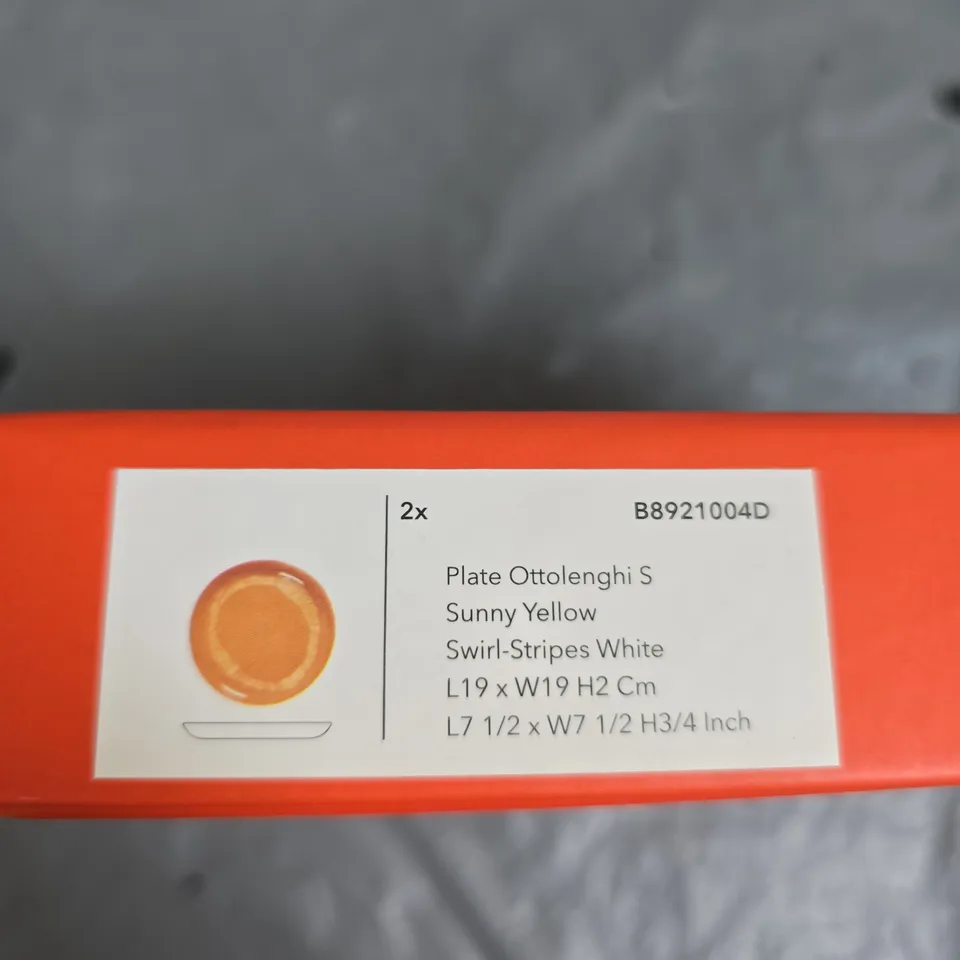 2x B8921004D
Plate Ottolenghi S
Sunny Yellow
Swirl-Stripes White
L19 x W19 H2 Cm
L7 1/2 x W7 1/2 H3/4 Inch